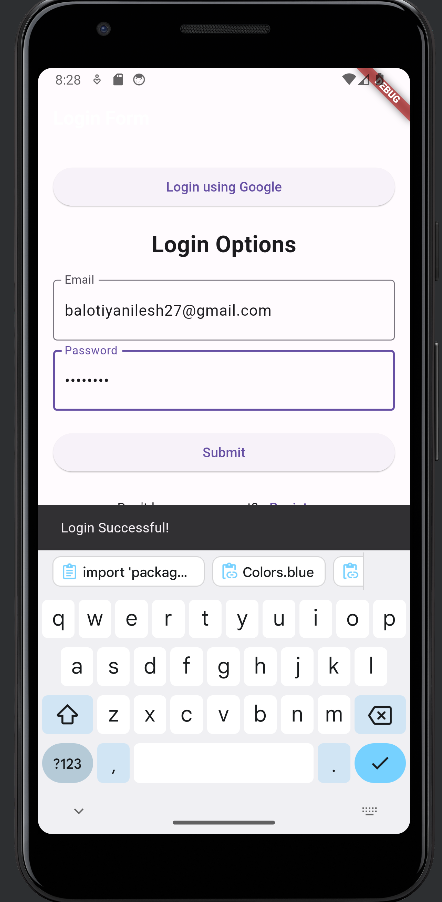 8:28
DEBUG
Login using Google
Login Options
Email
balotiyanilesh27@gmail.com
Password
Submit
Login Successful!
import 'packag...
Colors.blue
q w e r t y u i o p
a s d f g h j k l
z x c v b n m
?123 , .